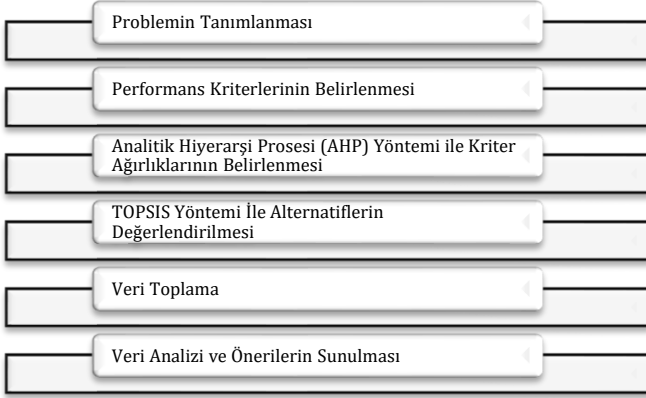 Problemin Tanımlanması
Performans Kriterlerinin Belirlenmesi
Analitik Hiyerarşi Prosesi (AHP) Yöntemi ile Kriter
Ağırlıklarının Belirlenmesi
TOPSIS Yöntemi İle Alternatiflerin
Değerlendirilmesi
Veri Toplama
Veri Analizi ve Önerilerin Sunulması